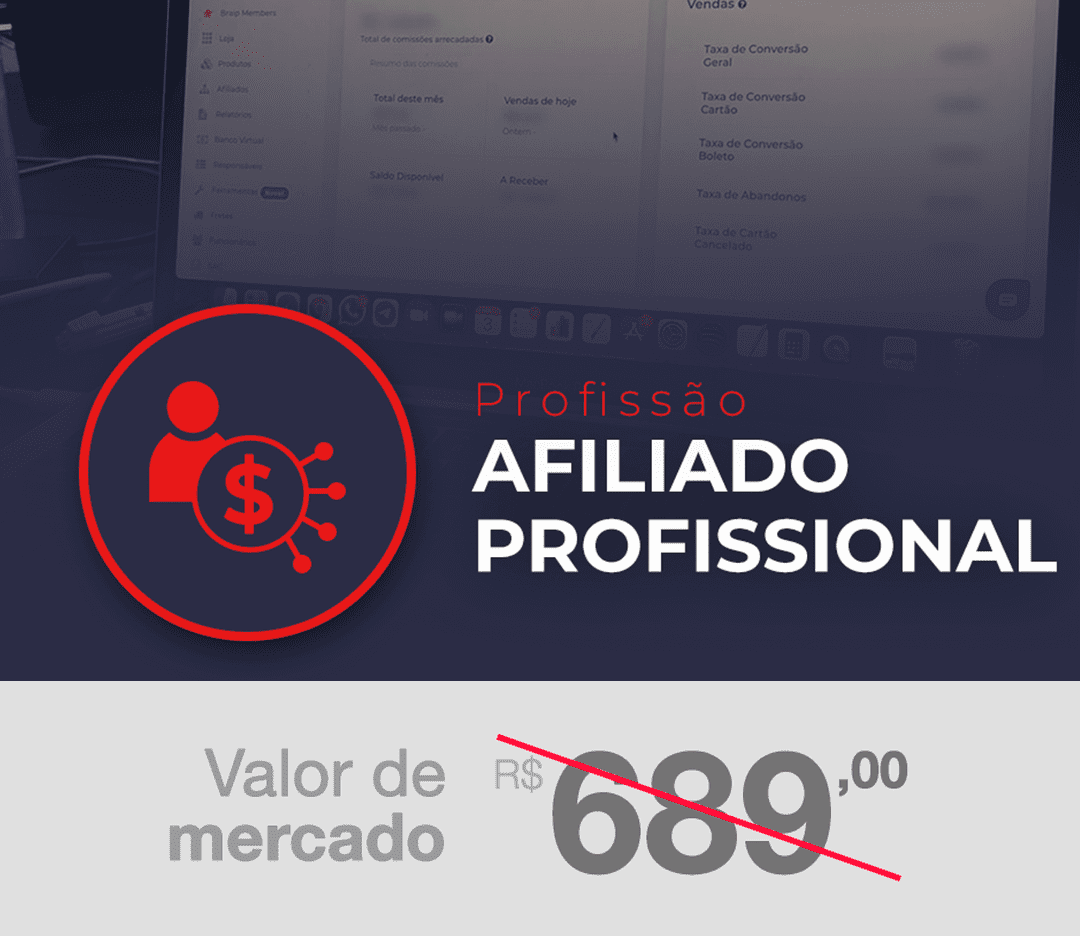 Braip Members
Loja
Produtos
Afiliados
Relatórios
Banco Virtual
Responsáveis
Ferramentas
Total de comissões arrecadadas
Resumo das comissões
Total deste mês
Mês passado -
Saldo Disponível
Vendas de hoje
Ontem -
A Receber
Vendas
Taxa de Conversão
Geral
Taxa de Conversão
Cartão
Taxa de Conversão
Boleto
Taxa de Abandonos
Taxa de Cartão
Cancelado
3
Profissão
AFILIADO
PROFISSIONAL
Valor de
mercado
R$ 689,00